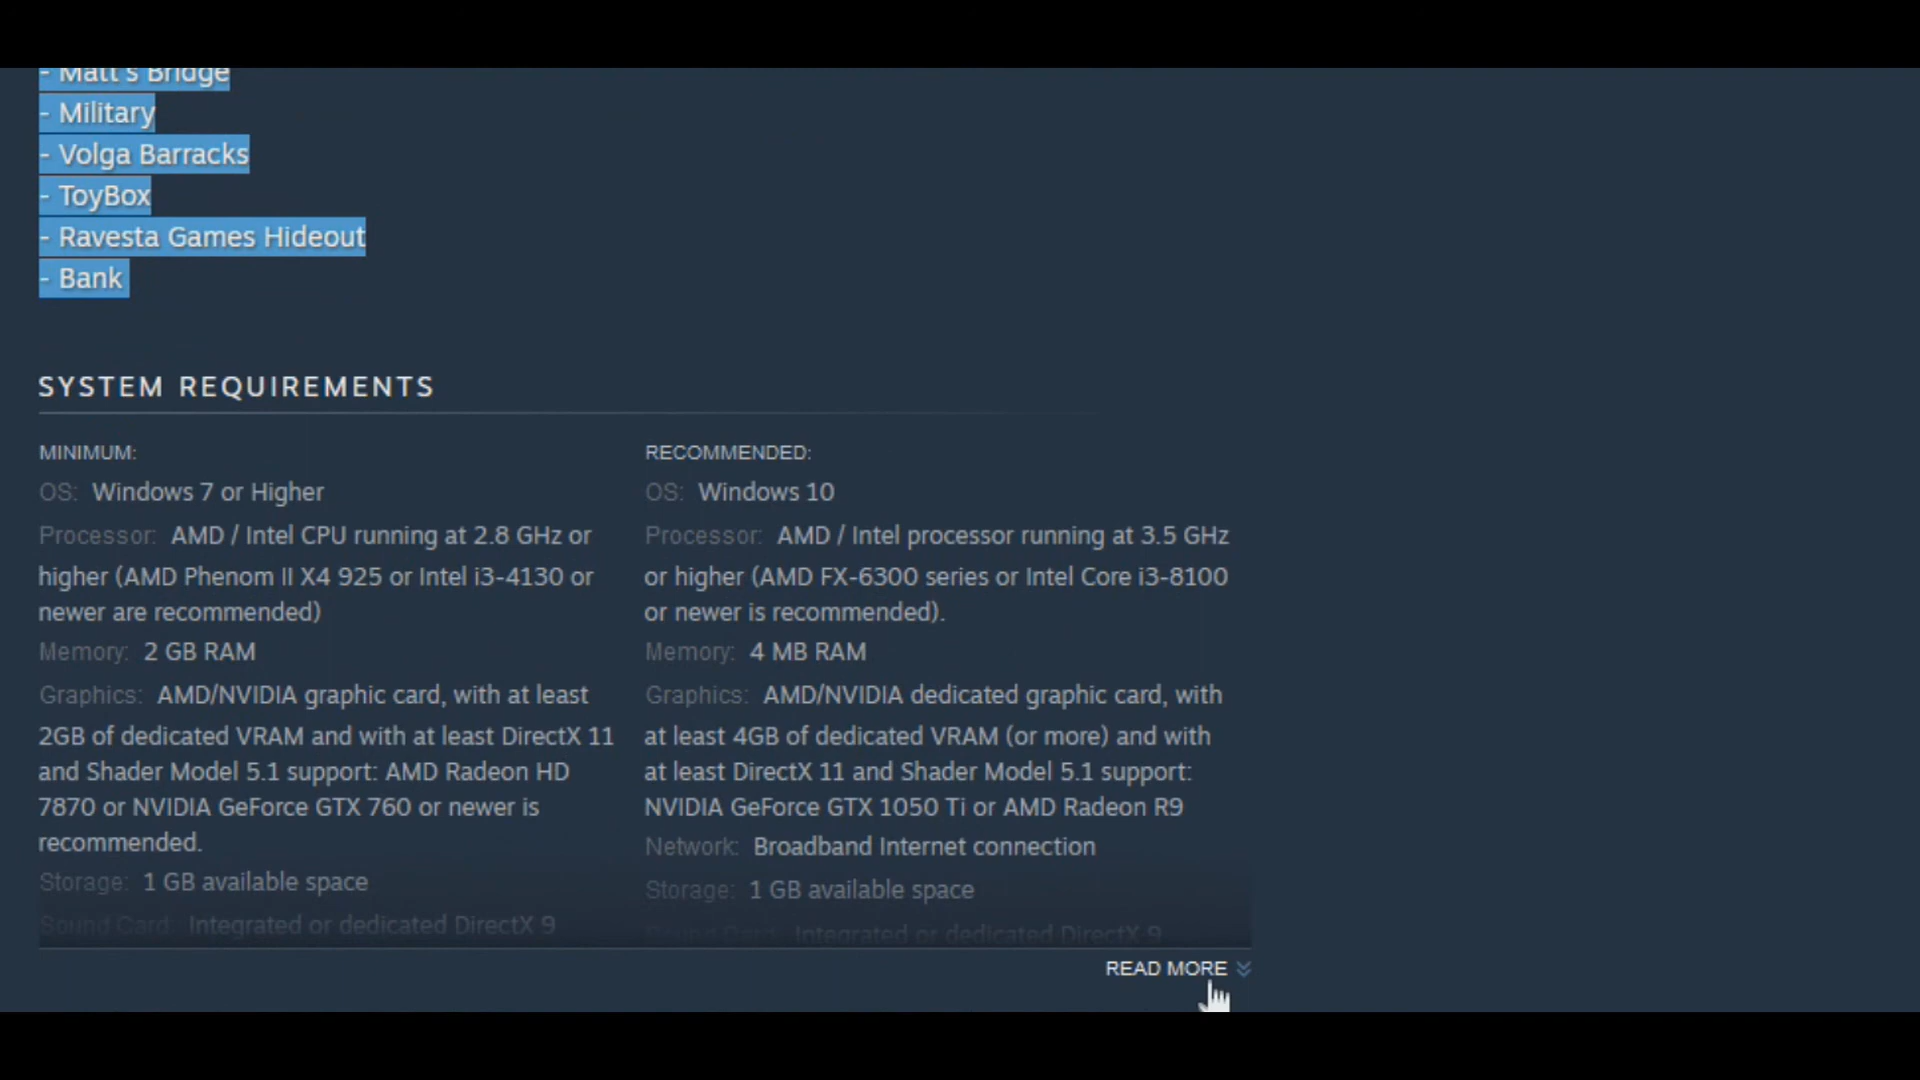 - Matt's Bridge
- Military
- Volga Barracks
- ToyBox
- Ravesta Games Hideout
- Bank
SYSTEM REQUIREMENTS
MINIMUM:
OS: Windows 7 or Higher
Processor: AMD / Intel CPU running at 2.8 GHz or
higher (AMD Phenom II X4 925 or Intel i3-4130 or
newer are recommended)
Memory: 2 GB RAM
Graphics: AMD/NVIDIA graphic card, with at least
2GB of dedicated VRAM and with at least DirectX 11
and Shader Model 5.1 support: AMD Radeon HD
7870 or NVIDIA GeForce GTX 760 or newer is
recommended.
Storage: 1 GB available space
Sound Card: Integrated or dedicated DirectX 9
RECOMMENDED:
OS: Windows 10
Processor: AMD / Intel processor running at 3.5 GHz
or higher (AMD FX-6300 series or Intel Core i3-8100
or newer is recommended).
Memory: 4 MB RAM
Graphics: AMD/NVIDIA dedicated graphic card, with
at least 4GB of dedicated VRAM (or more) and with
at least DirectX 11 and Shader Model 5.1 support:
NVIDIA GeForce GTX 1050 Ti or AMD Radeon R9
Network: Broadband Internet connection
Storage: 1 GB available space
Sound Card: Integrated or dedicated DirectX 9
READ MORE